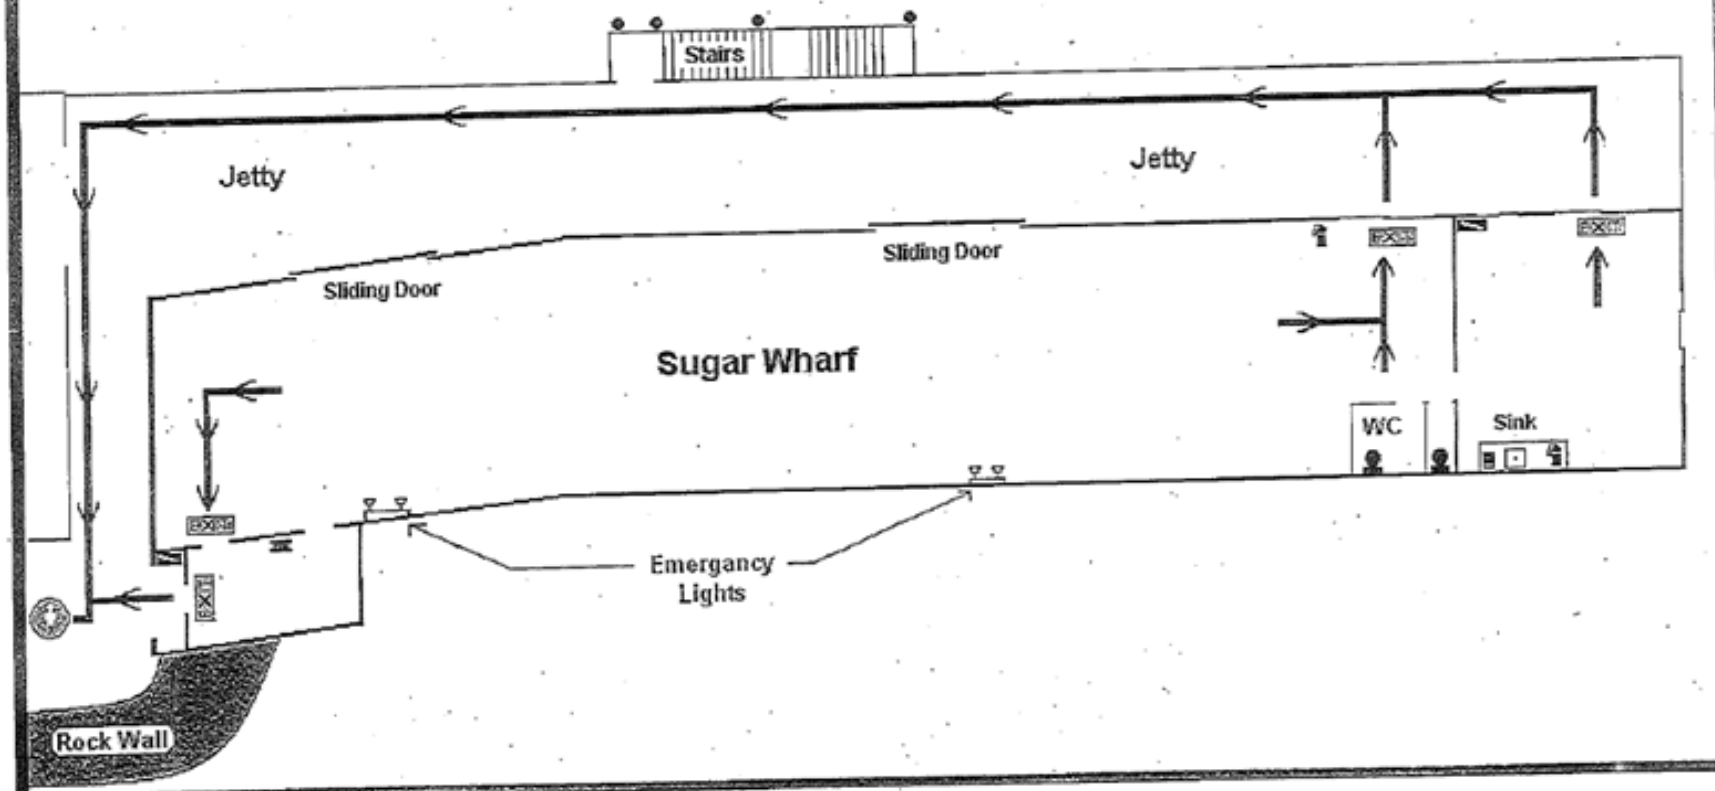 Stairs
Jetty
Jetty
EXIT
EXIT
Sliding Door
Sliding Door
Sugar Wharf
WC
Sink
EXIT
Emergancy
Lights
EXIT
Rock Wall